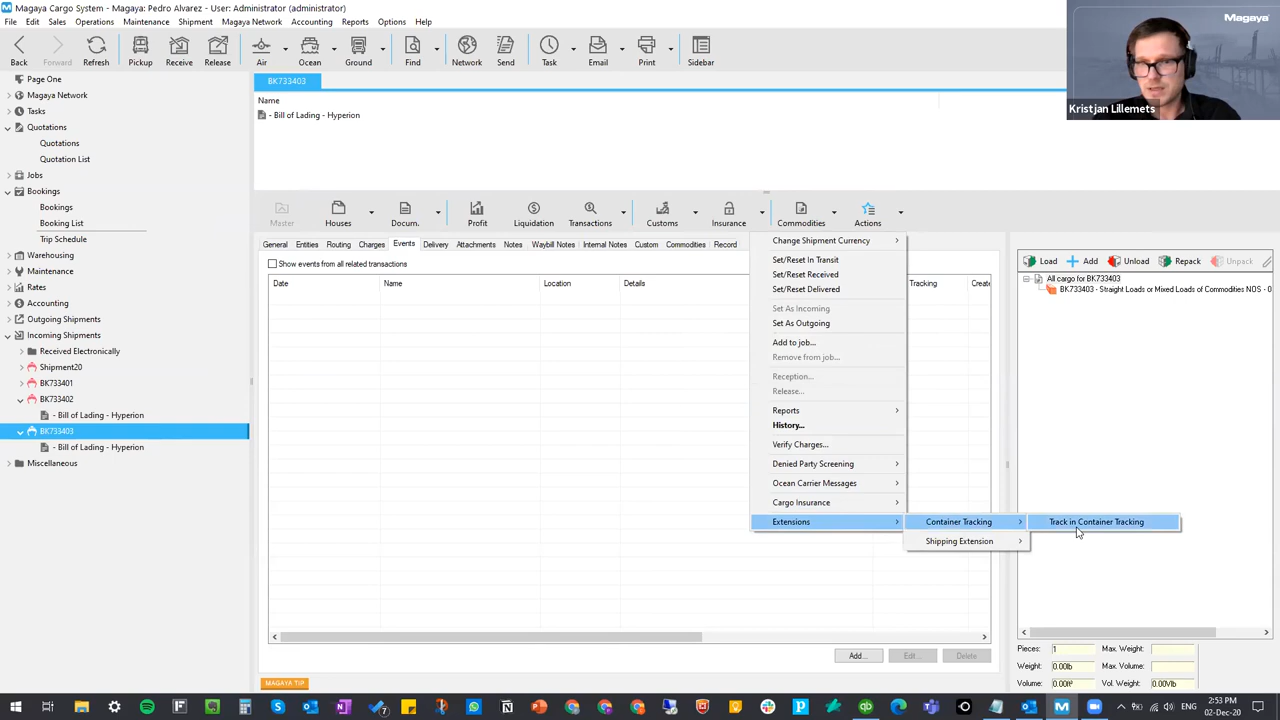 Magaya Cargo System - Magaya: Pedro Alvarez - User: Administrator (administrator)
File Edit Sales Operations Maintenance Shipment Magaya Network Accounting Reports Options Help
Magaya
Back Forward Refresh Pickup Receive Release Air Ocean Ground Find Network Send Task Email Print Sidebar
Kristjan Lillemets
Page One
Magaya Network
Tasks
Quotations
Quotations
Quotation List
Jobs
Bookings
Bookings
Booking List
Trip Schedule
Warehousing
Maintenance
Rates
Accounting
Outgoing Shipments
Incoming Shipments
Received Electronically
Shipment20
BK733401
BK733402
- Bill of Lading - Hyperion
BK733403
- Bill of Lading - Hyperion
Miscellaneous
BK733403
Name
- Bill of Lading - Hyperion
Master Houses Docum. Profit Liquidation Transactions Customs Insurance Commodities Actions
General Entities Routing Charges Events Delivery Attachments Notes Waybill Notes Internal Notes Custom Commodities Record
Show events from all related transactions
Date Name Location Details Tracking Create
Change Shipment Currency
Set/Reset In Transit
Set/Reset Received
Set/Reset Delivered
Set As Incoming
Set As Outgoing
Add to job...
Remove from job...
Reception...
Release...
Reports
History...
Verify Charges...
Denied Party Screening
Ocean Carrier Messages
Cargo Insurance
Extensions
Container Tracking
Shipping Extension
Track in Container Tracking
Load Add Unload Repack Unpack
All cargo for BK733403
BK733403 - Straight Loads or Mixed Loads of Commodities NOS - 0
Add... Edit... Delete
MAGAYA TIP
Pieces: 1 Max. Weight:
Weight: 0.00lb Max. Volume:
Volume: 0.00ft³ Vol. Weight: 0.00Vlb
2:53 PM
02-Dec-20